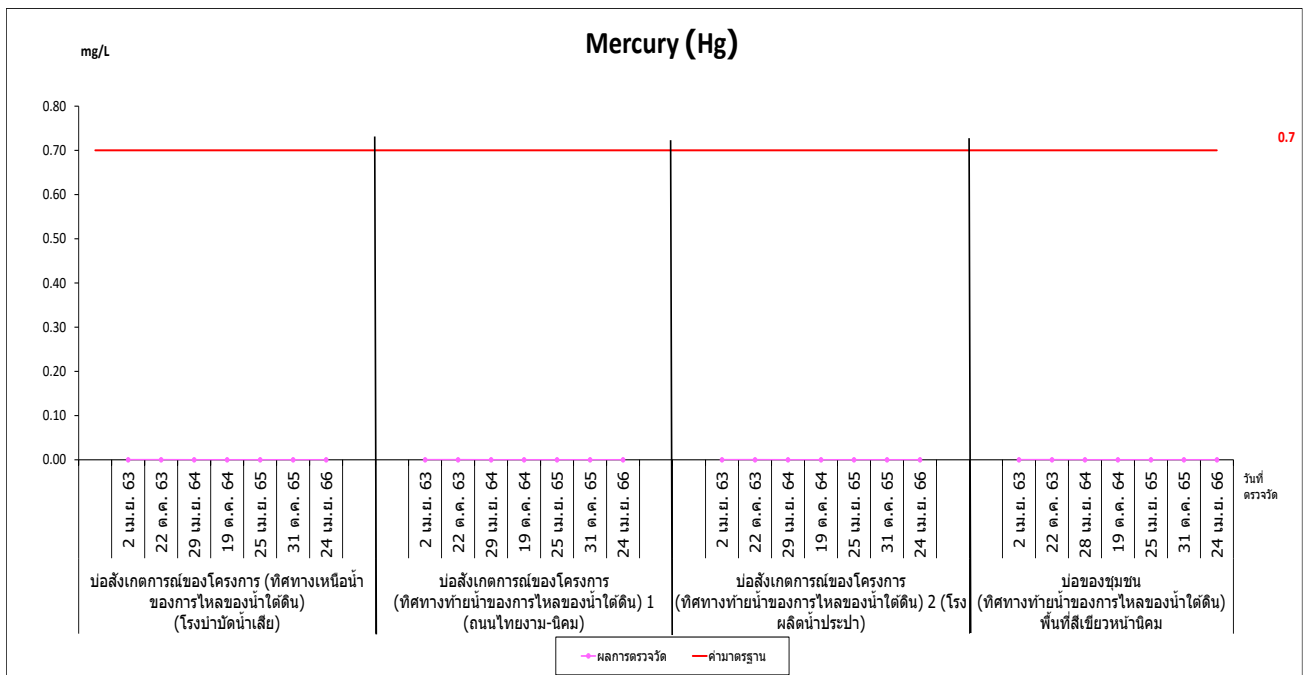 Mercury (Hg)
mg/L
0.80
0.70
0.60
0.50
0.40
0.30
0.20
0.10
0.00
0.7
2 เม.ย. 63
22 ต.ค. 63
29 เม.ย. 64
19 ต.ค. 64
25 เม.ย. 65
31 ต.ค. 65
24 เม.ย. 66
2 เม.ย. 63
22 ต.ค. 63
29 เม.ย. 64
19 ต.ค. 64
25 เม.ย. 65
31 ต.ค. 65
24 เม.ย. 66
2 เม.ย. 63
22 ต.ค. 63
29 เม.ย. 64
19 ต.ค. 64
25 เม.ย. 65
31 ต.ค. 65
24 เม.ย. 66
2 เม.ย. 63
22 ต.ค. 63
28 เม.ย. 64
19 ต.ค. 64
25 เม.ย. 65
31 ต.ค. 65
24 เม.ย. 66
วันที่
ตรวจวัด
บ่อสังเกตการณ์ของโครงการ (ทิศทางเหนือน้ำ
ของการไหลของน้ำใต้ดิน)
(โรงบำบัดน้ำเสีย)
บ่อสังเกตการณ์ของโครงการ
(ทิศทางท้ายน้ำของการไหลของน้ำใต้ดิน) 1
(ถนนไทยงาม-นิคม)
บ่อสังเกตการณ์ของโครงการ
(ทิศทางท้ายน้ำของการไหลของน้ำใต้ดิน) 2 (โรง
ผลิตน้ำประปา)
บ่อของชุมชน
(ทิศทางท้ายน้ำของการไหลของน้ำใต้ดิน)
พื้นที่สีเขียวหน้านิคม
ผลการตรวจวัด
ค่ามาตรฐาน